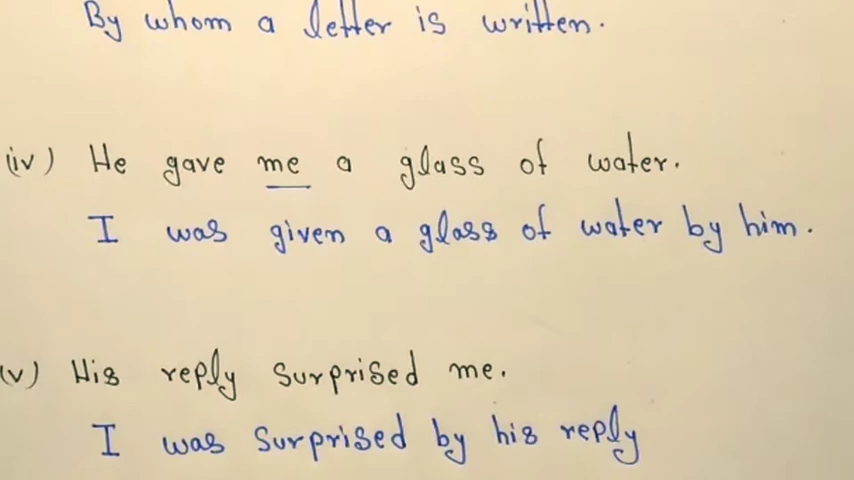 By whom a letter is written.
(iv) He gave me a glass of water.
I was given a glass of water by him.
(v) His reply surprised me.
I was surprised by his reply